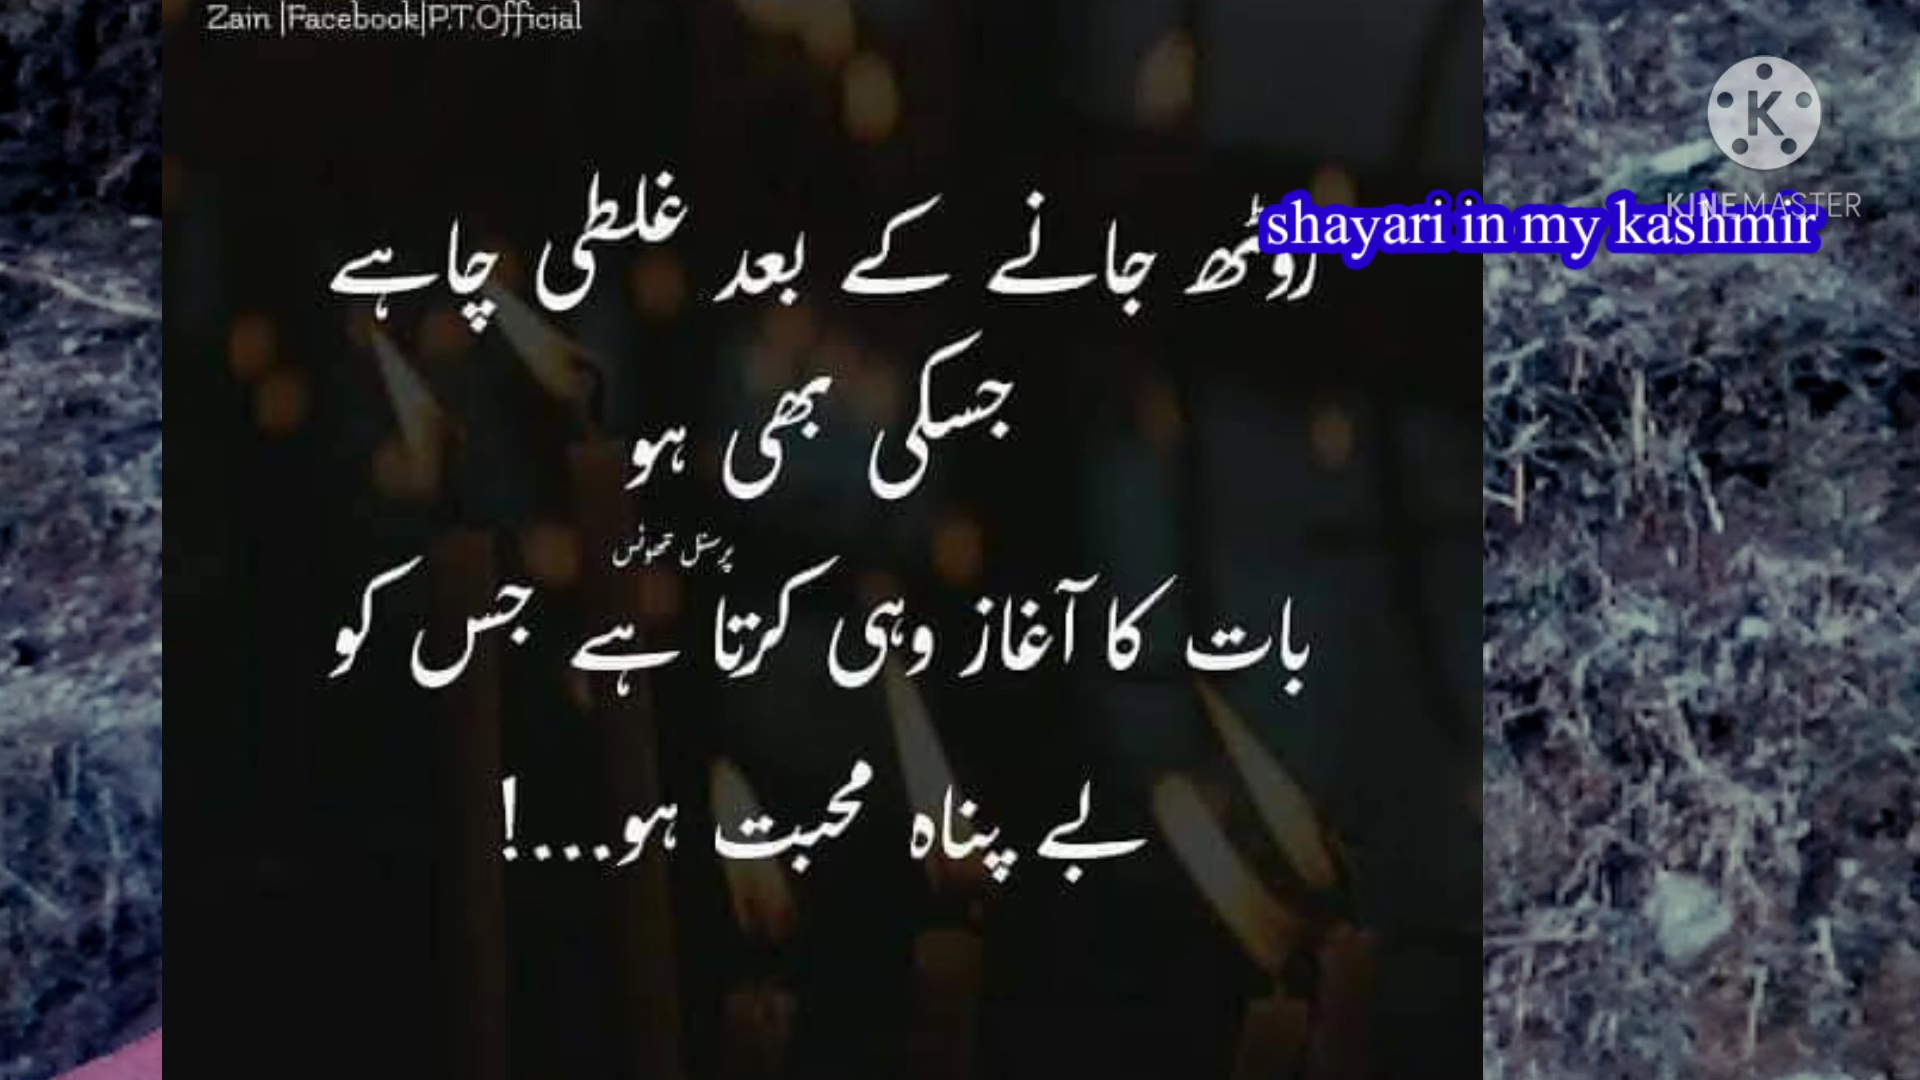 Zain |Facebook|P.T.Official
KINEMASTER
shayari in my kashmir
روٹھ جانے کے بعد غلطی چاہے
جسکی بھی ہو
پرسنل تھوٹس
بات کا آغاز وہی کرتا ہے جس کو
بے پناہ محبت ہو...!